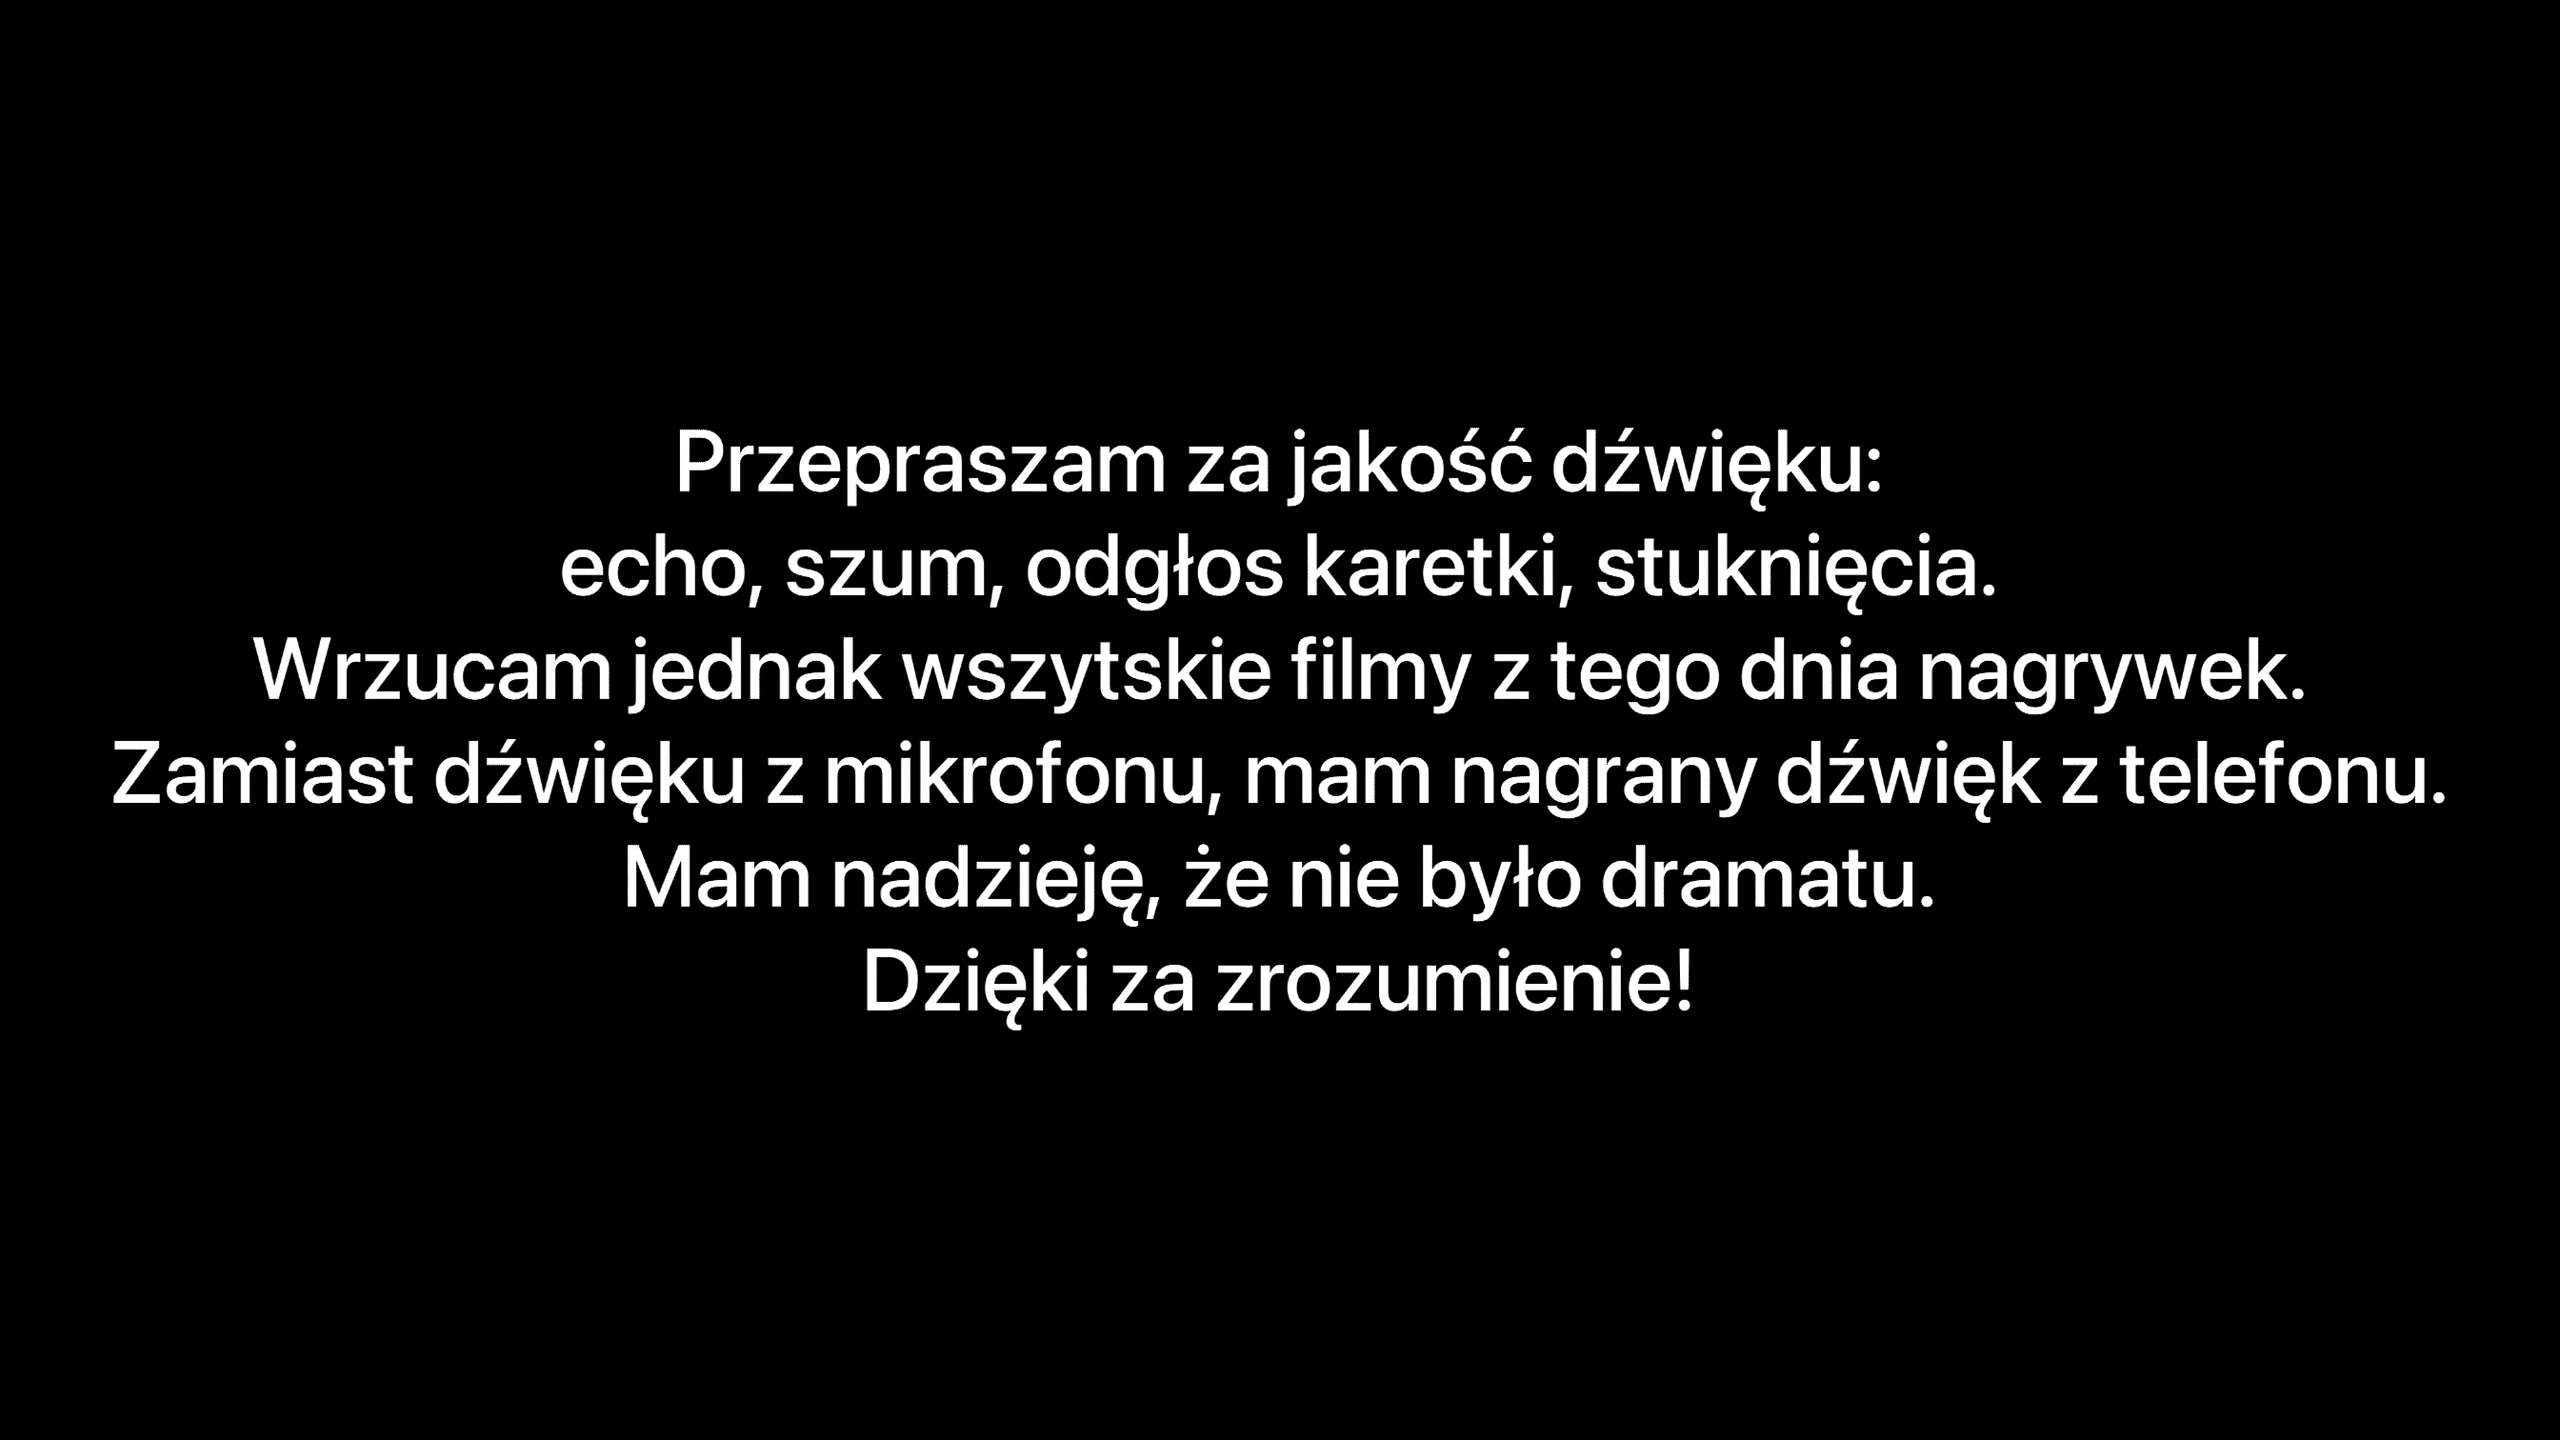 Przepraszam za jakość dźwięku:
echo, szum, odgłos karetki, stuknięcia.
Wrzucam jednak wszytskie filmy z tego dnia nagrywek.
Zamiast dźwięku z mikrofonu, mam nagrany dźwięk z telefonu.
Mam nadzieję, że nie było dramatu.
Dzięki za zrozumienie!